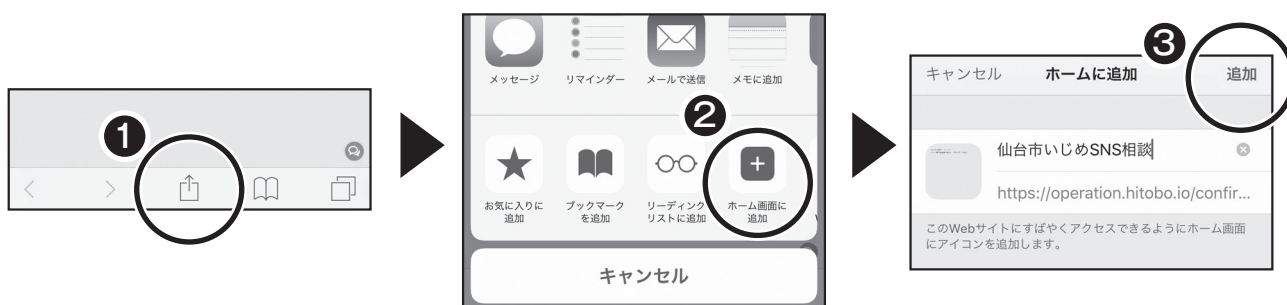 ❶
❷
メッセージ
リマインダー
メールで送信
メモに追加
お気に入りに
追加
ブックマーク
を追加
リーディング
リストに追加
ホーム画面に
追加
キャンセル
❸
キャンセル
ホームに追加
追加
仙台市いじめSNS相談
https://operation.hitobo.io/confir...
このWebサイトにすばやくアクセスできるようにホーム画面
にアイコンを追加します。